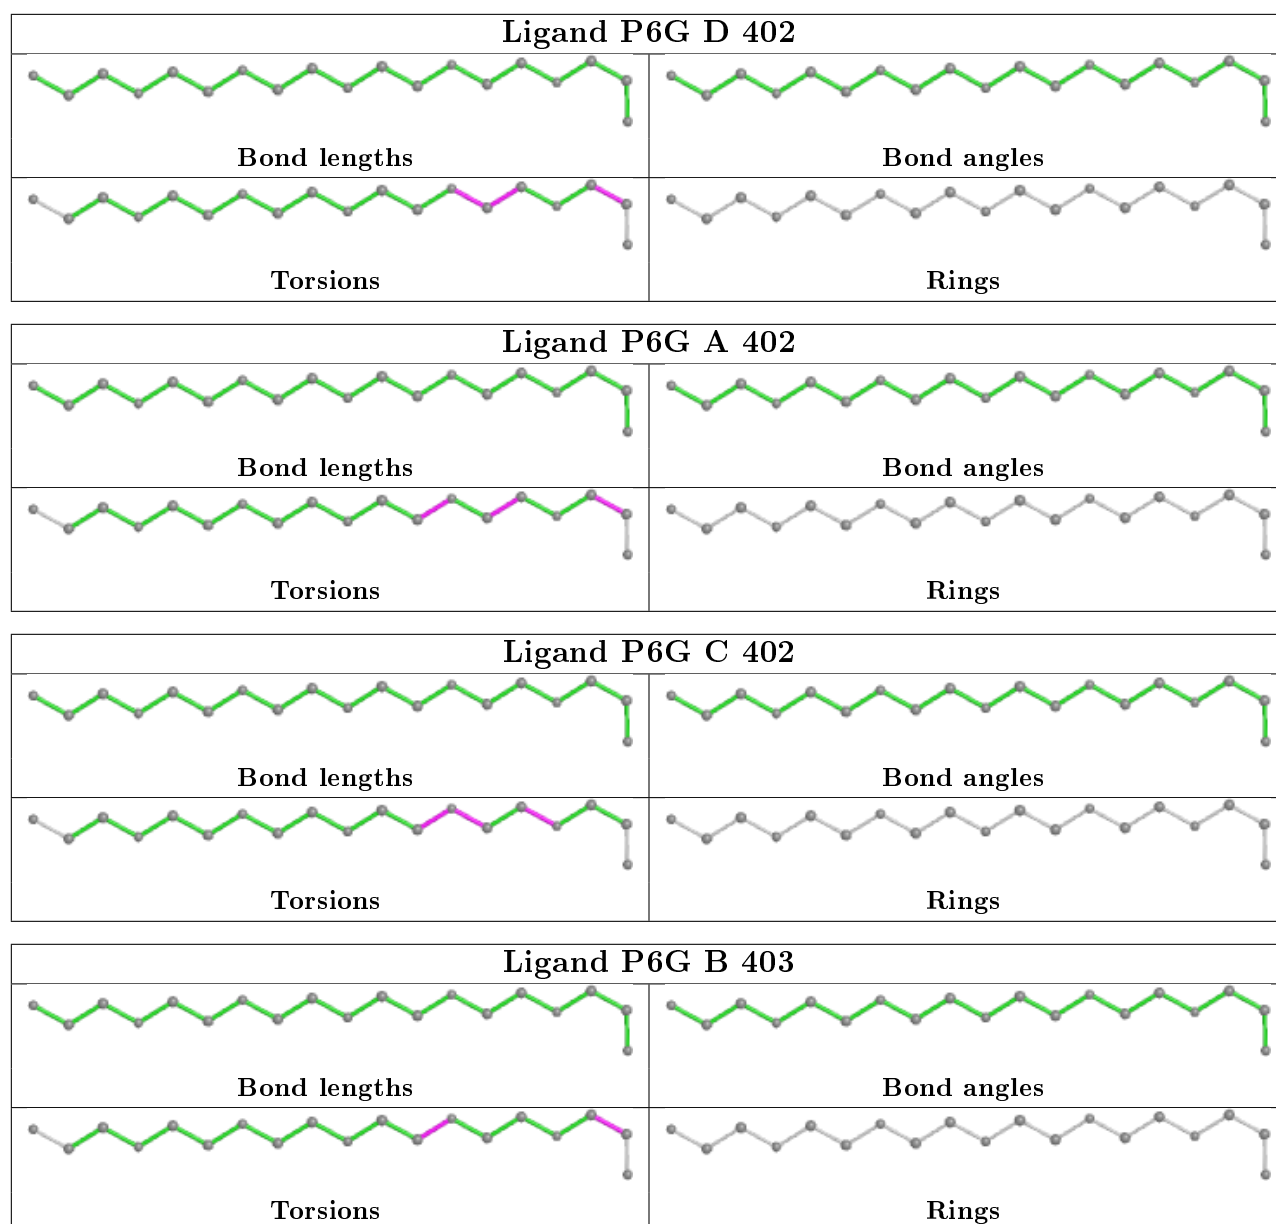 Ligand P6G D 402
Bond lengths
Bond angles
Torsions
Rings
Ligand P6G A 402
Bond lengths
Bond angles
Torsions
Rings
Ligand P6G C 402
Bond lengths
Bond angles
Torsions
Rings
Ligand P6G B 403
Bond lengths
Bond angles
Torsions
Rings